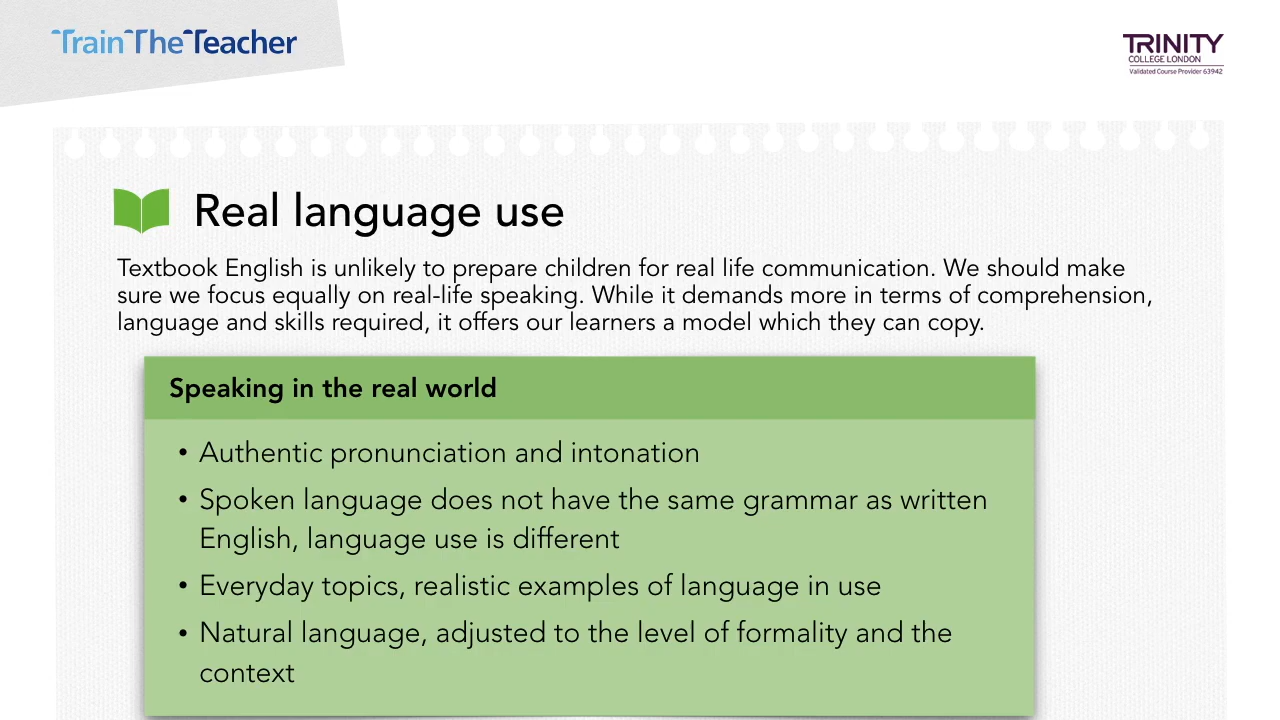 TrainTheTeacher
TRINITY
COLLEGE LONDON
Validated Course Provider 63942
Real language use
Textbook English is unlikely to prepare children for real life communication. We should make
sure we focus equally on real-life speaking. While it demands more in terms of comprehension,
language and skills required, it offers our learners a model which they can copy.
Speaking in the real world
• Authentic pronunciation and intonation
• Spoken language does not have the same grammar as written
English, language use is different
• Everyday topics, realistic examples of language in use
• Natural language, adjusted to the level of formality and the
context